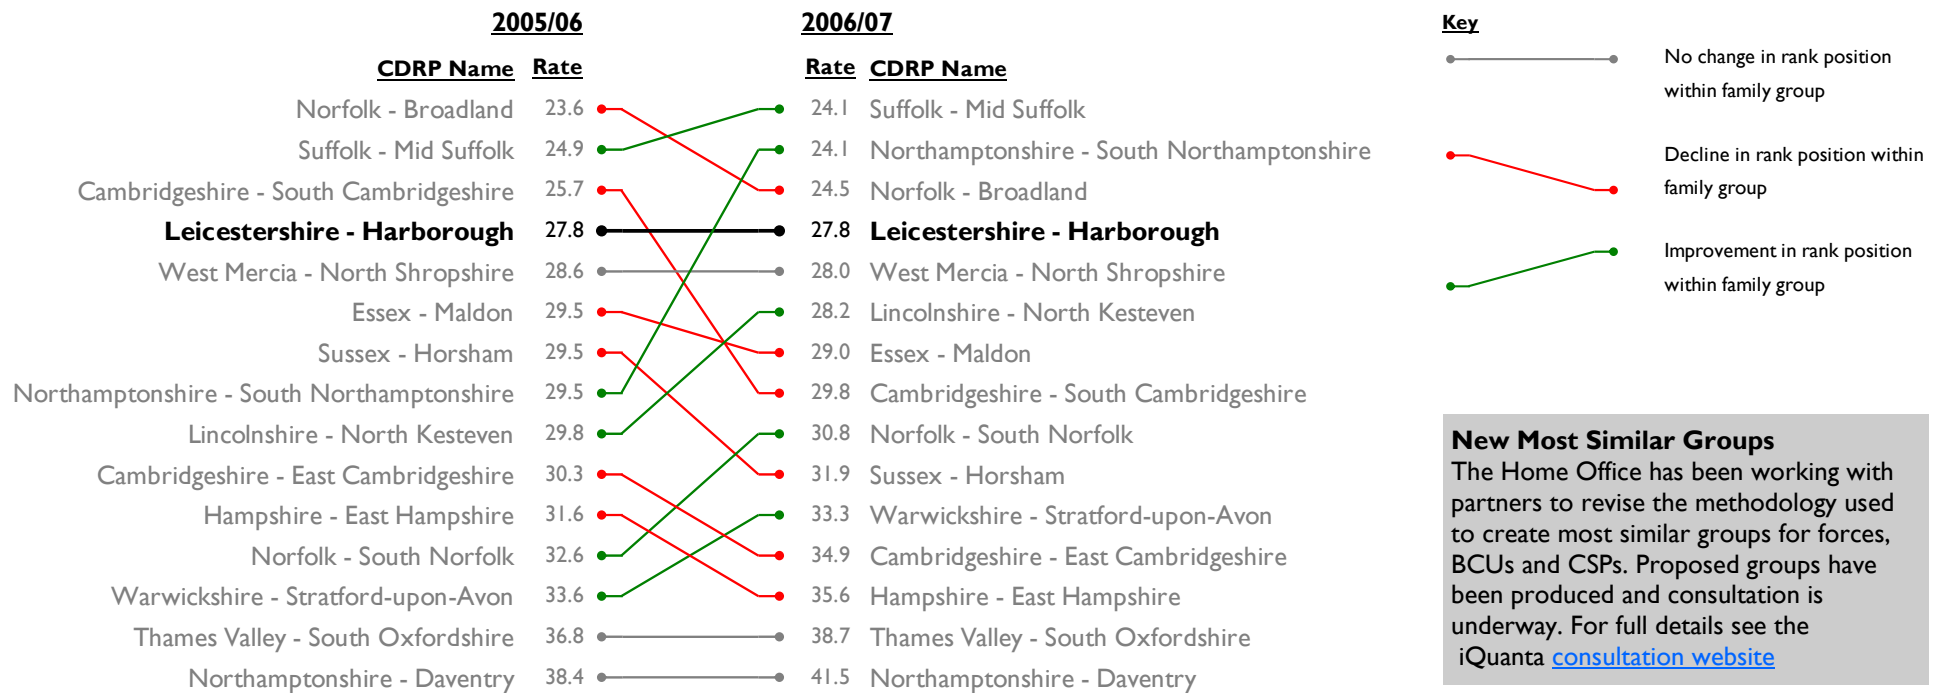 2005/06 2006/07
CDRP Name Rate Rate CDRP Name
Norfolk - Broadland 23.6 24.1 Suffolk - Mid Suffolk
Suffolk - Mid Suffolk 24.9 24.1 Northamptonshire - South Northamptonshire
Cambridgeshire - South Cambridgeshire 25.7 24.5 Norfolk - Broadland
Leicestershire - Harborough 27.8 27.8 Leicestershire - Harborough
West Mercia - North Shropshire 28.6 28.0 West Mercia - North Shropshire
Essex - Maldon 29.5 28.2 Lincolnshire - North Kesteven
Sussex - Horsham 29.5 29.0 Essex - Maldon
Northamptonshire - South Northamptonshire 29.5 29.8 Cambridgeshire - South Cambridgeshire
Lincolnshire - North Kesteven 29.8 30.8 Norfolk - South Norfolk
Cambridgeshire - East Cambridgeshire 30.3 31.9 Sussex - Horsham
Hampshire - East Hampshire 31.6 33.3 Warwickshire - Stratford-upon-Avon
Norfolk - South Norfolk 32.6 34.9 Cambridgeshire - East Cambridgeshire
Warwickshire - Stratford-upon-Avon 33.6 35.6 Hampshire - East Hampshire
Thames Valley - South Oxfordshire 36.8 38.7 Thames Valley - South Oxfordshire
Northamptonshire - Daventry 38.4 41.5 Northamptonshire - Daventry
Key
No change in rank position
within family group
Decline in rank position within
family group
Improvement in rank position
within family group
New Most Similar Groups
The Home Office has been working with
partners to revise the methodology used
to create most similar groups for forces,
BCUs and CSPs. Proposed groups have
been produced and consultation is
underway. For full details see the
iQuanta consultation website